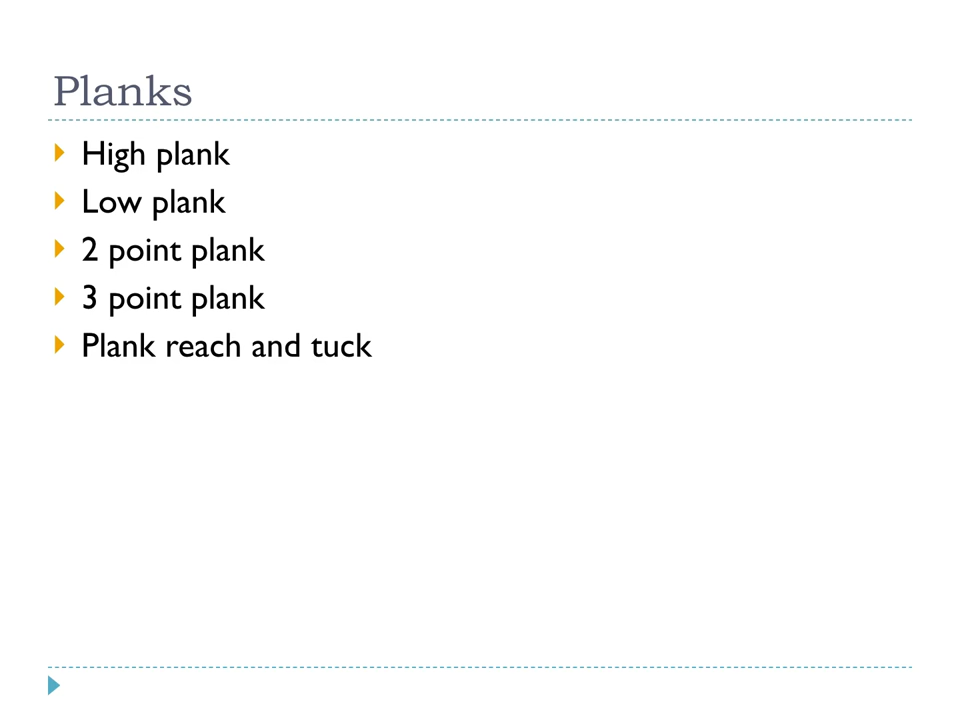 Planks
High plank
Low plank
2 point plank
3 point plank
Plank reach and tuck